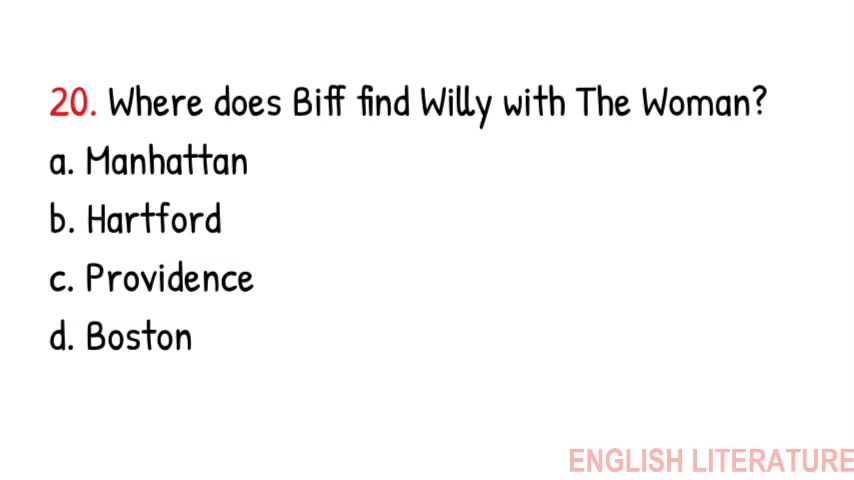 20. Where does Biff find Willy with The Woman?
a. Manhattan
b. Hartford
c. Providence
d. Boston
ENGLISH LITERATURE